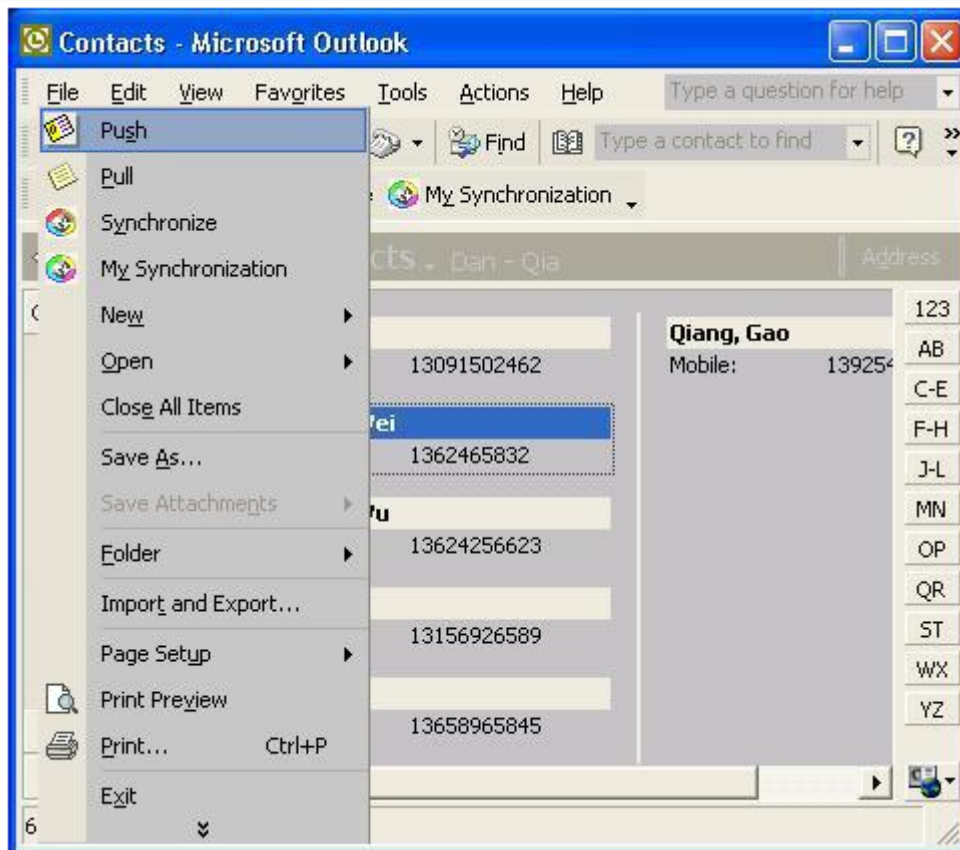 Contacts - Microsoft Outlook
File Edit View Favorites Tools Actions Help Type a question for help
Push
Find Type a contact to find
Pull
My Synchronization
Synchronize
My Synchronization
Dan - Qia Address
New
Open
Close All Items
Save As...
Save Attachments
Folder
Import and Export...
Page Setup
Print Preview
Print... Ctrl+P
Exit
13091502462
1362465832
13624256623
13156926589
13658965845
Qiang, Gao
Mobile: 139254
123
AB
C-E
F-H
J-L
MN
OP
QR
ST
WX
YZ
6